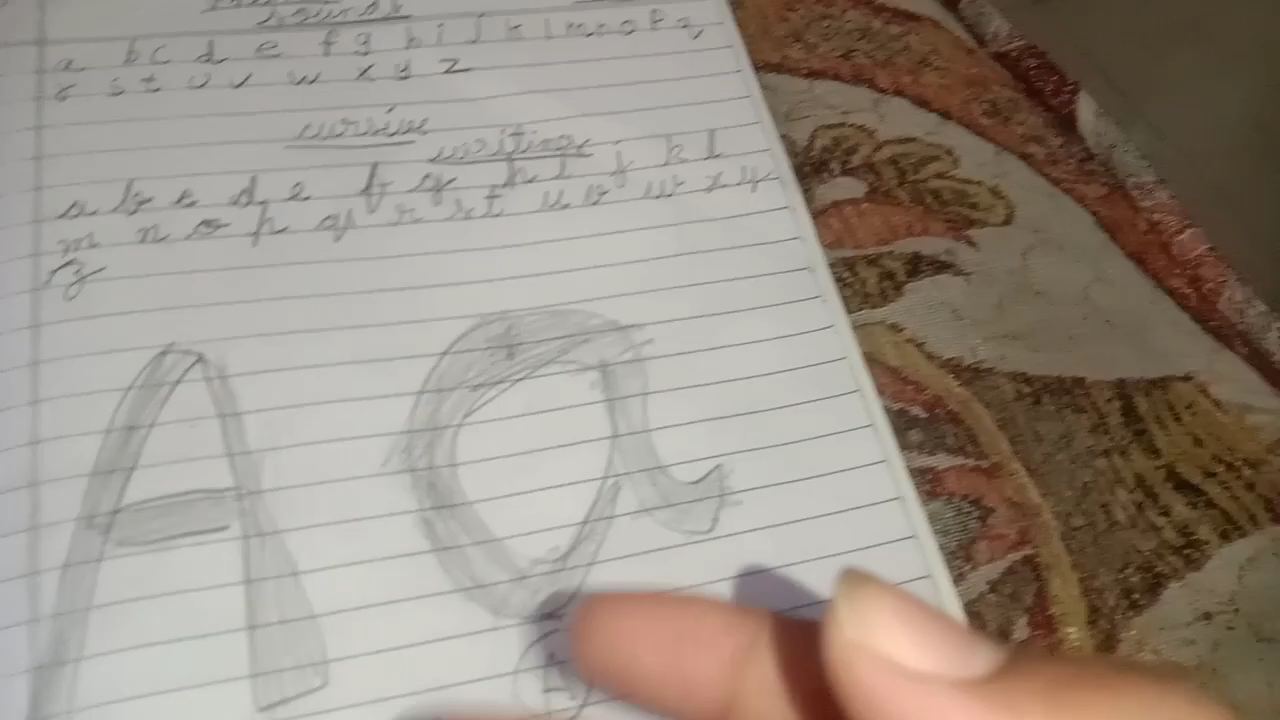 sounds
a b c d e f g h i j k l m n o p q
r s t u v w x y z
cursive
writing
a b c d e f g h i j k l
m n o p q r s t u v w x y
z
A a